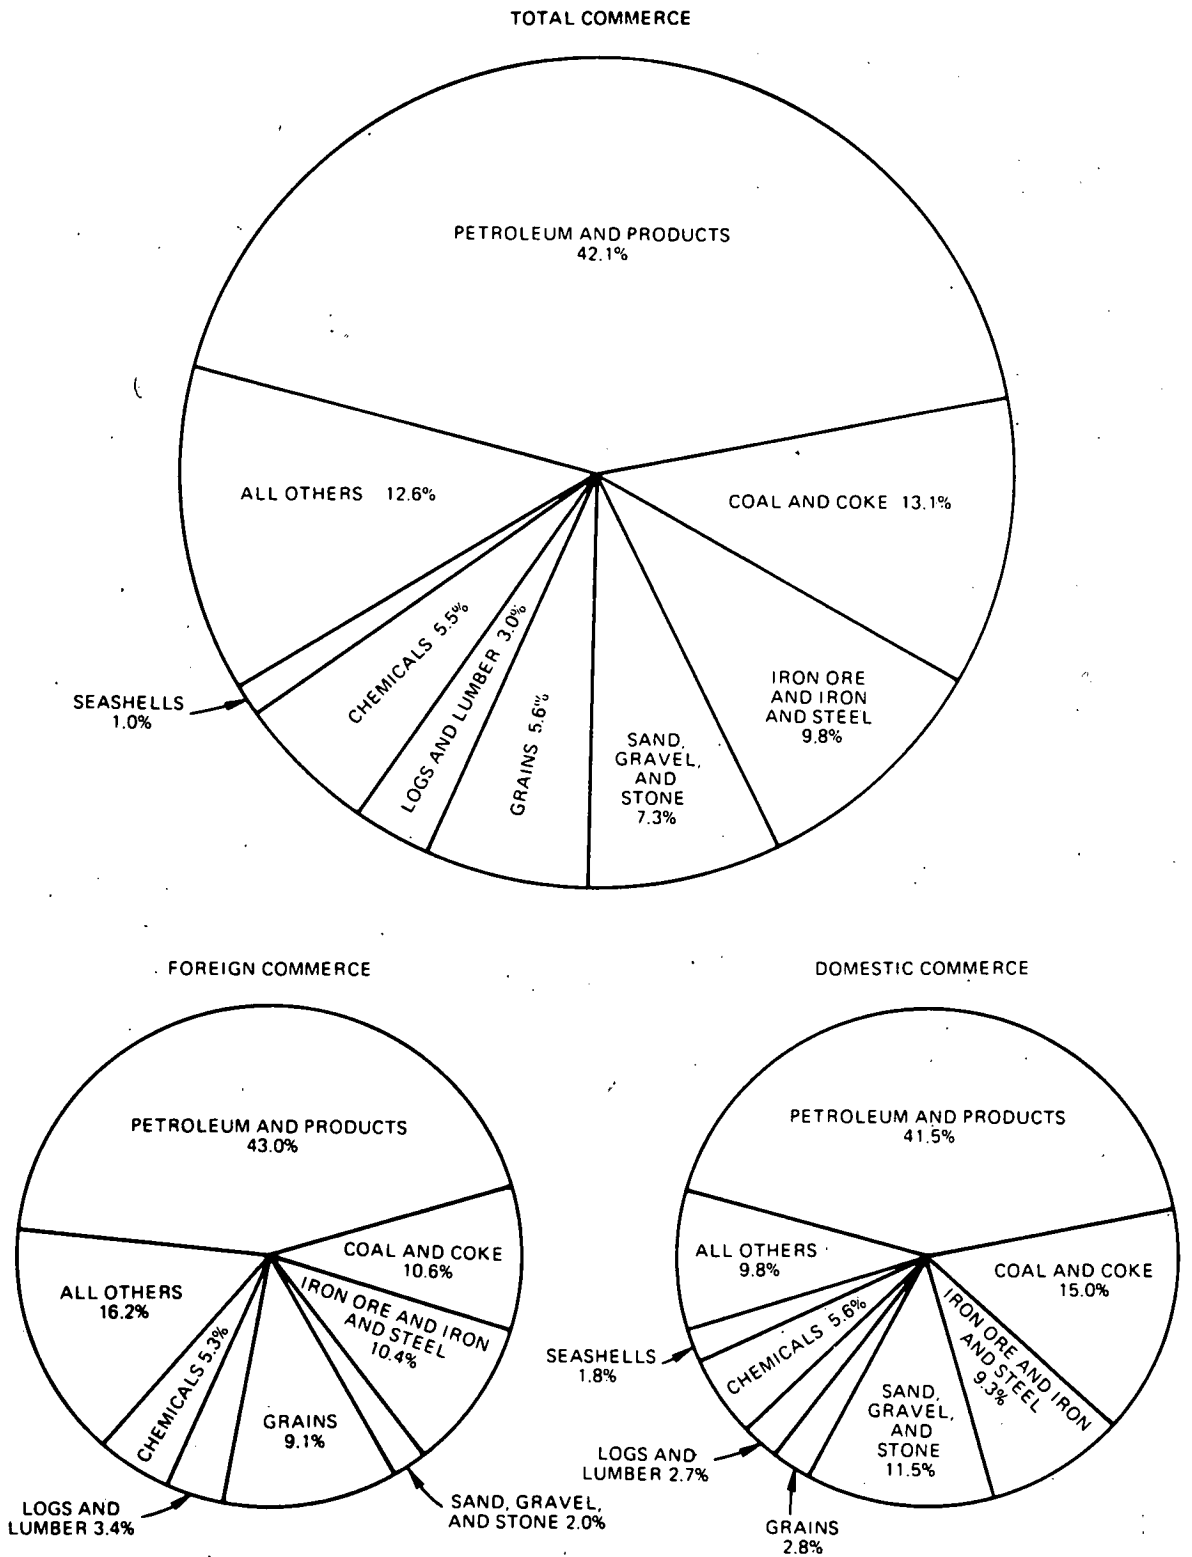 TOTAL COMMERCE
PETROLEUM AND PRODUCTS
42.1%
ALL OTHERS 12.6%
COAL AND COKE 13.1%
SEASHELLS
1.0%
CHEMICALS 5.5%
LOGS AND LUMBER 3.0%
GRAINS 5.6%
SAND,
GRAVEL,
AND
STONE
7.3%
IRON ORE
AND IRON
AND STEEL
9.8%
FOREIGN COMMERCE
PETROLEUM AND PRODUCTS
43.0%
COAL AND COKE
10.6%
ALL OTHERS
16.2%
IRON ORE AND IRON
AND STEEL
10.4%
CHEMICALS 5.3%
GRAINS
9.1%
LOGS AND
LUMBER 3.4%
SAND, GRAVEL,
AND STONE 2.0%
DOMESTIC COMMERCE
PETROLEUM AND PRODUCTS
41.5%
ALL OTHERS
9.8%
COAL AND COKE
15.0%
IRON ORE AND IRON
AND STEEL
9.3%
SEASHELLS
1.8%
CHEMICALS 5.6%
SAND,
GRAVEL,
AND
STONE
11.5%
LOGS AND
LUMBER 2.7%
GRAINS
2.8%